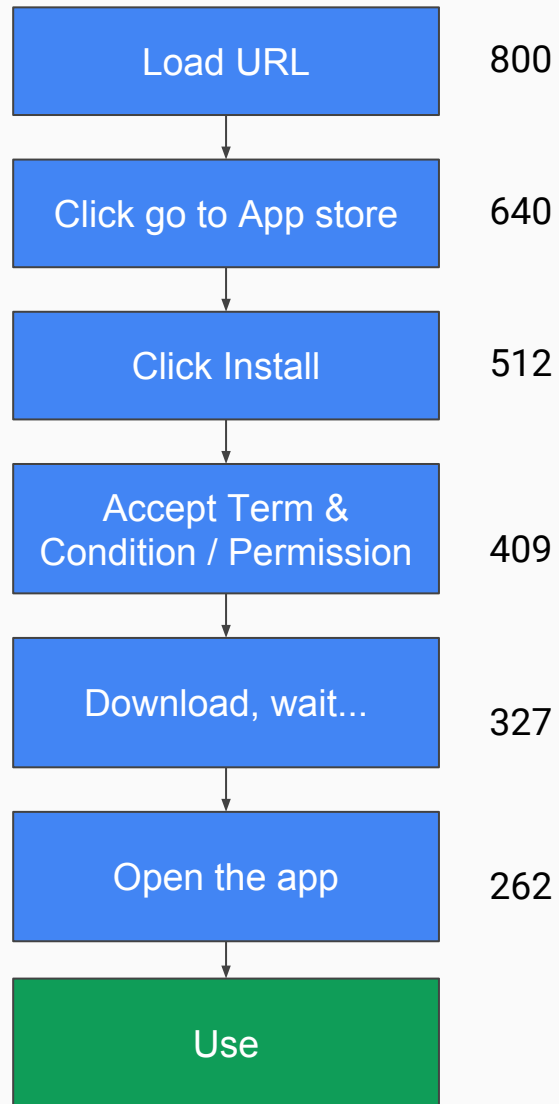 Load URL
800
Click go to App store
640
Click Install
512
Accept Term &
Condition / Permission
409
Download, wait...
327
Open the app
262
Use